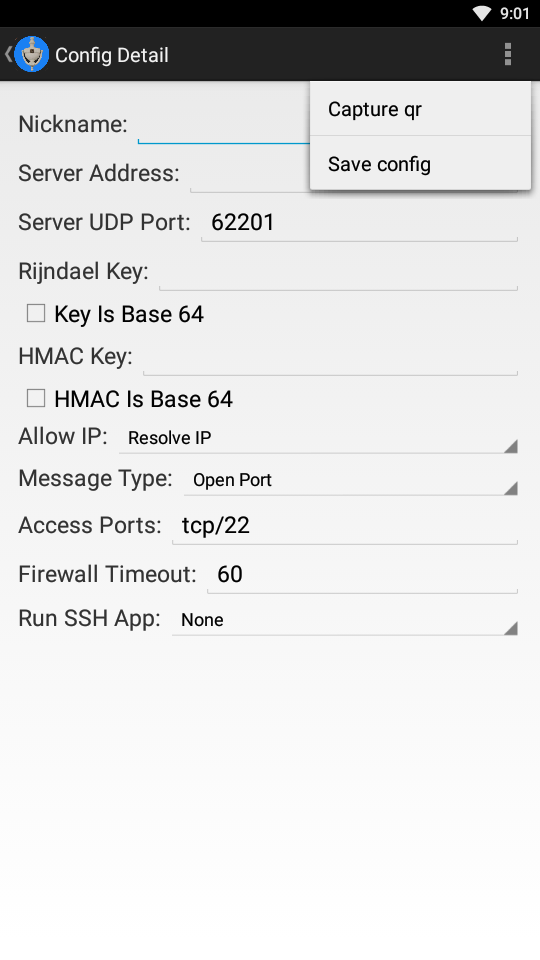 9:01
Config Detail
Capture qr
Save config
Nickname:
Server Address:
Server UDP Port: 62201
Rijndael Key:
Key Is Base 64
HMAC Key:
HMAC Is Base 64
Allow IP: Resolve IP
Message Type: Open Port
Access Ports: tcp/22
Firewall Timeout: 60
Run SSH App: None